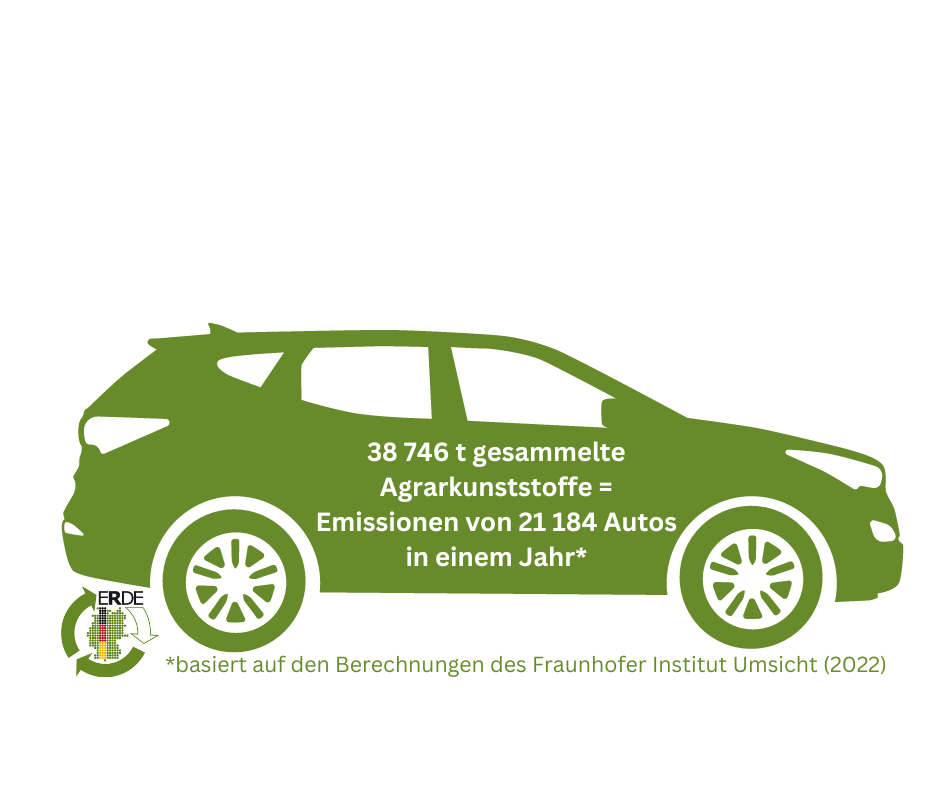 38 746 t gesammelte
Agrarkunststoffe =
Emissionen von 21 184 Autos
in einem Jahr*
ERDE
*basiert auf den Berechnungen des Fraunhofer Institut Umsicht (2022)